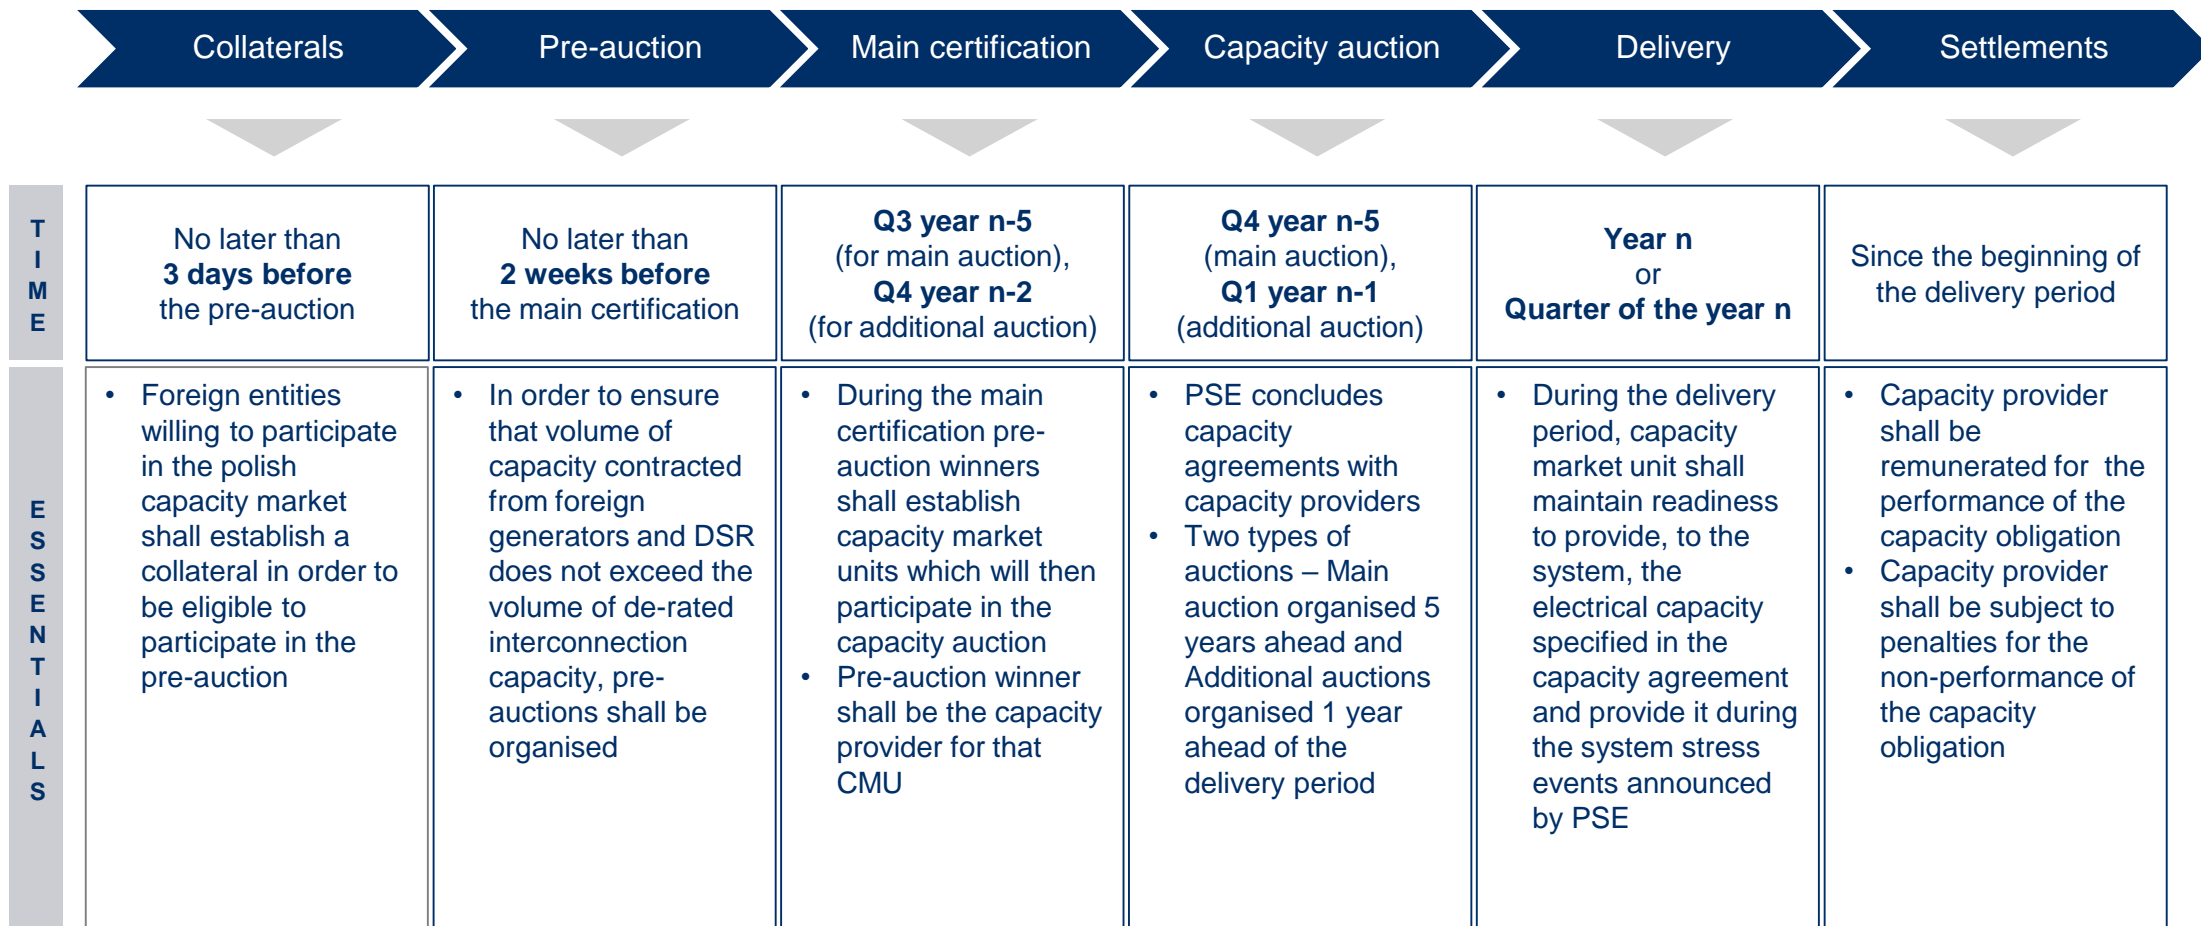 Collaterals
Pre-auction
Main certification
Capacity auction
Delivery
Settlements
TIME
No later than
3 days before
the pre-auction
No later than
2 weeks before
the main certification
Q3 year n-5
(for main auction),
Q4 year n-2
(for additional auction)
Q4 year n-5
(main auction),
Q1 year n-1
(additional auction)
Year n
or
Quarter of the year n
Since the beginning of
the delivery period
ESSENTIALS
• Foreign entities
willing to participate
in the polish
capacity market
shall establish a
collateral in order to
be eligible to
participate in the
pre-auction
• In order to ensure
that volume of
capacity contracted
from foreign
generators and DSR
does not exceed the
volume of de-rated
interconnection
capacity, pre-
auctions shall be
organised
• During the main
certification pre-
auction winners
shall establish
capacity market
units which will then
participate in the
capacity auction
• Pre-auction winner
shall be the capacity
provider for that
CMU
• PSE concludes
capacity
agreements with
capacity providers
• Two types of
auctions – Main
auction organised 5
years ahead and
Additional auctions
organised 1 year
ahead of the
delivery period
• During the delivery
period, capacity
market unit shall
maintain readiness
to provide, to the
system, the
electrical capacity
specified in the
capacity agreement
and provide it during
the system stress
events announced
by PSE
• Capacity provider
shall be
remunerated for the
performance of the
capacity obligation
• Capacity provider
shall be subject to
penalties for the
non-performance of
the capacity
obligation